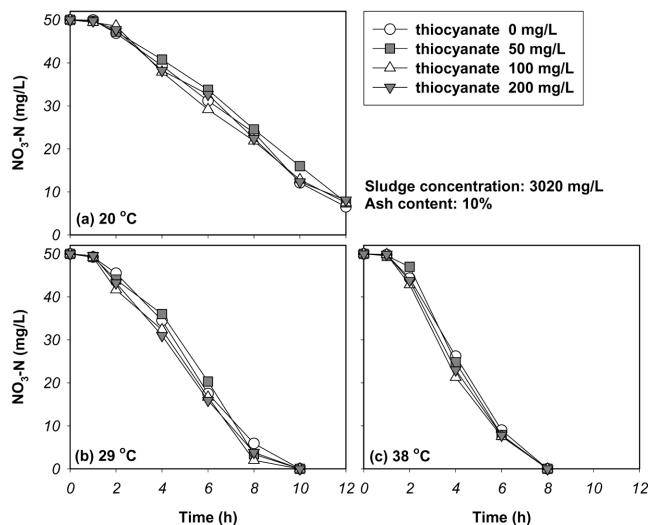 50
40
30
20
10
0
NO3-N (mg/L)
(a) 20 °C
thiocyanate 0 mg/L
thiocyanate 50 mg/L
thiocyanate 100 mg/L
thiocyanate 200 mg/L
Sludge concentration: 3020 mg/L
Ash content: 10%
50
40
30
20
10
0
NO3-N (mg/L)
(b) 29 °C
(c) 38 °C
0 2 4 6 8 10 12 0 2 4 6 8 10 12
Time (h) Time (h)